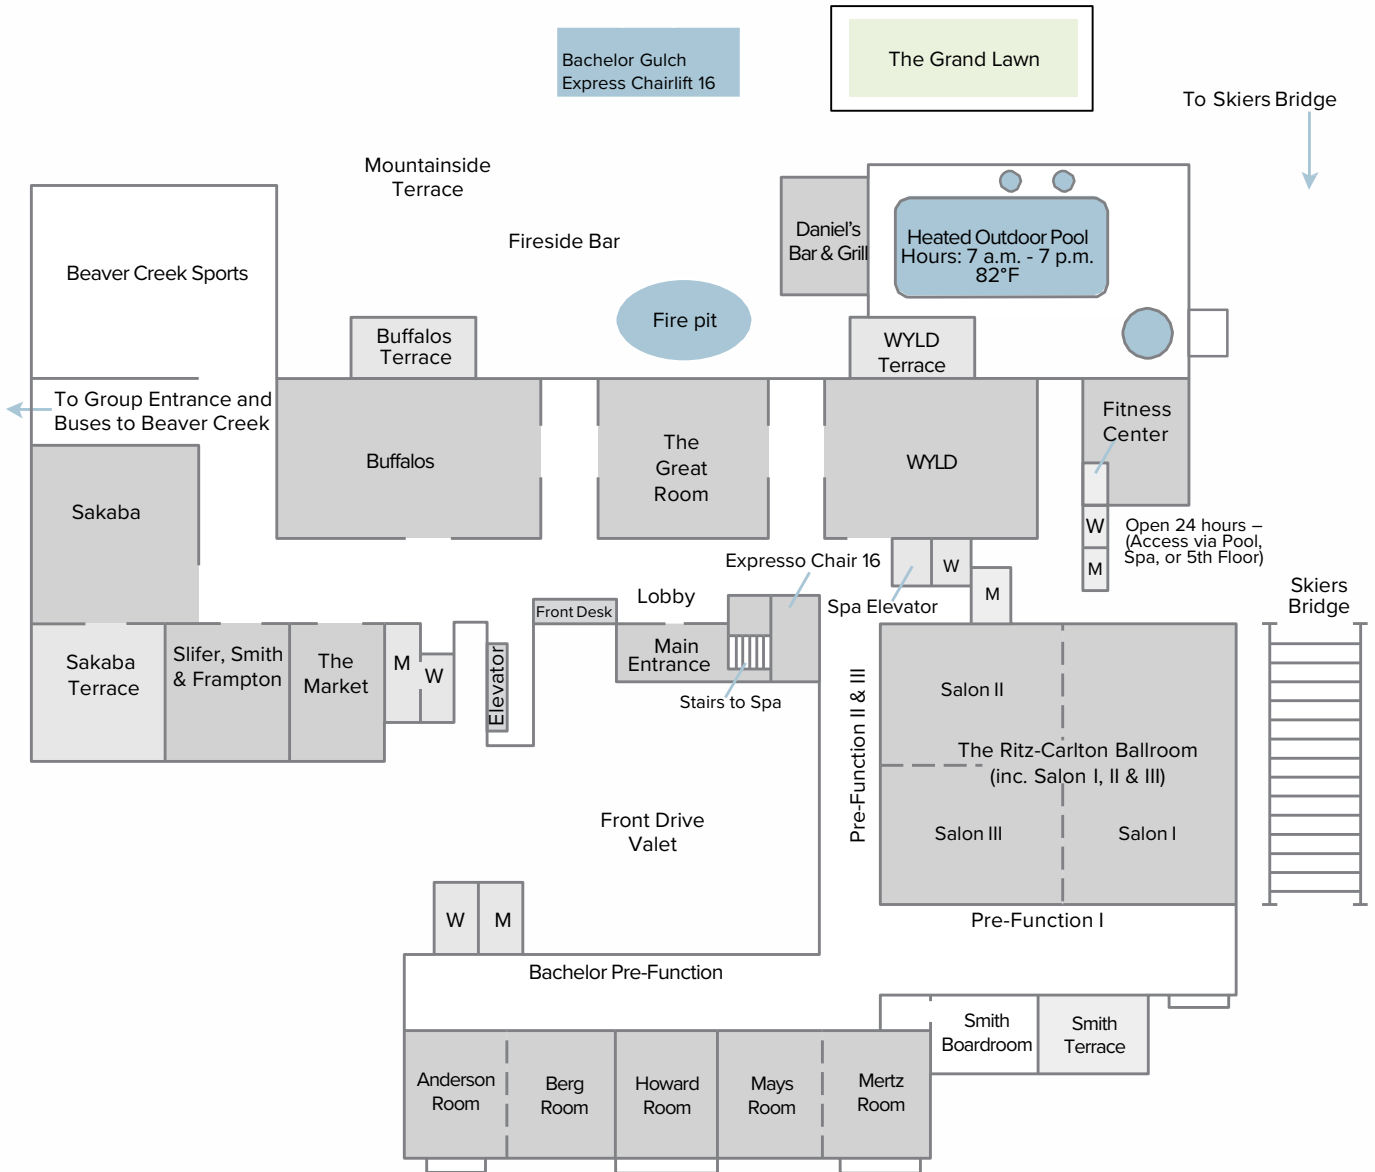 Bachelor Gulch
Express Chairlift 16
The Grand Lawn
To Skiers Bridge
Mountainside
Terrace
Fireside Bar
Beaver Creek Sports
Daniel's
Bar & Grill
Heated Outdoor Pool
Hours: 7 a.m. - 7 p.m.
82°F
Fire pit
Buffalos
Terrace
WYLD
Terrace
To Group Entrance and
Buses to Beaver Creek
Fitness
Center
Buffalos
The
Great
Room
WYLD
Sakaba
W
M
Open 24 hours –
(Access via Pool,
Spa, or 5th Floor)
Expresso Chair 16
W
M
Spa Elevator
Skiers
Bridge
Front Desk
Lobby
Main
Entrance
Stairs to Spa
Sakaba
Terrace
Slifer, Smith
& Frampton
The
Market
M
W
Elevator
Pre-Function II & III
Salon II
The Ritz-Carlton Ballroom
(inc. Salon I, II & III)
Salon III
Salon I
Front Drive
Valet
W
M
Pre-Function I
Bachelor Pre-Function
Smith
Boardroom
Smith
Terrace
Anderson
Room
Berg
Room
Howard
Room
Mays
Room
Mertz
Room